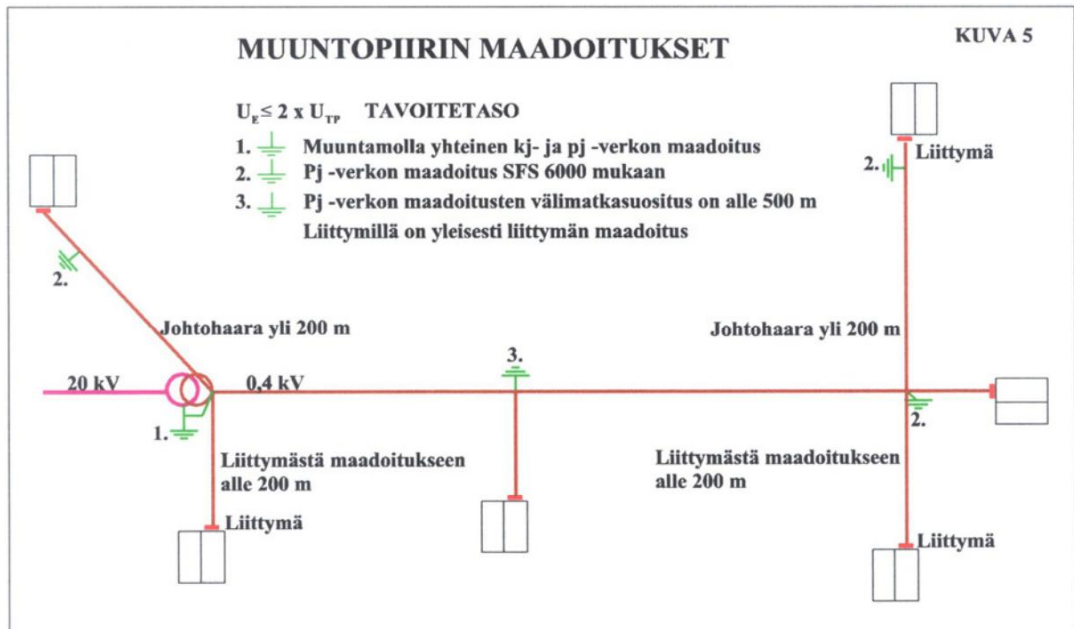 MUUNTOPIIRIN MAADOITUKSET
KUVA 5
U_E ≤ 2 x U_TP TAVOITETASO
1. Muuntamolla yhteinen kj- ja pj -verkon maadoitus
2. Pj -verkon maadoitus SFS 6000 mukaan
3. Pj -verkon maadoitusten välimatkasuositus on alle 500 m
Liittymillä on yleisesti liittymän maadoitus
Liittymä
2.
2.
Johtohaara yli 200 m
Johtohaara yli 200 m
3.
20 kV
0,4 kV
1.
2.
Liittymästä maadoitukseen
alle 200 m
Liittymästä maadoitukseen
alle 200 m
Liittymä
Liittymä